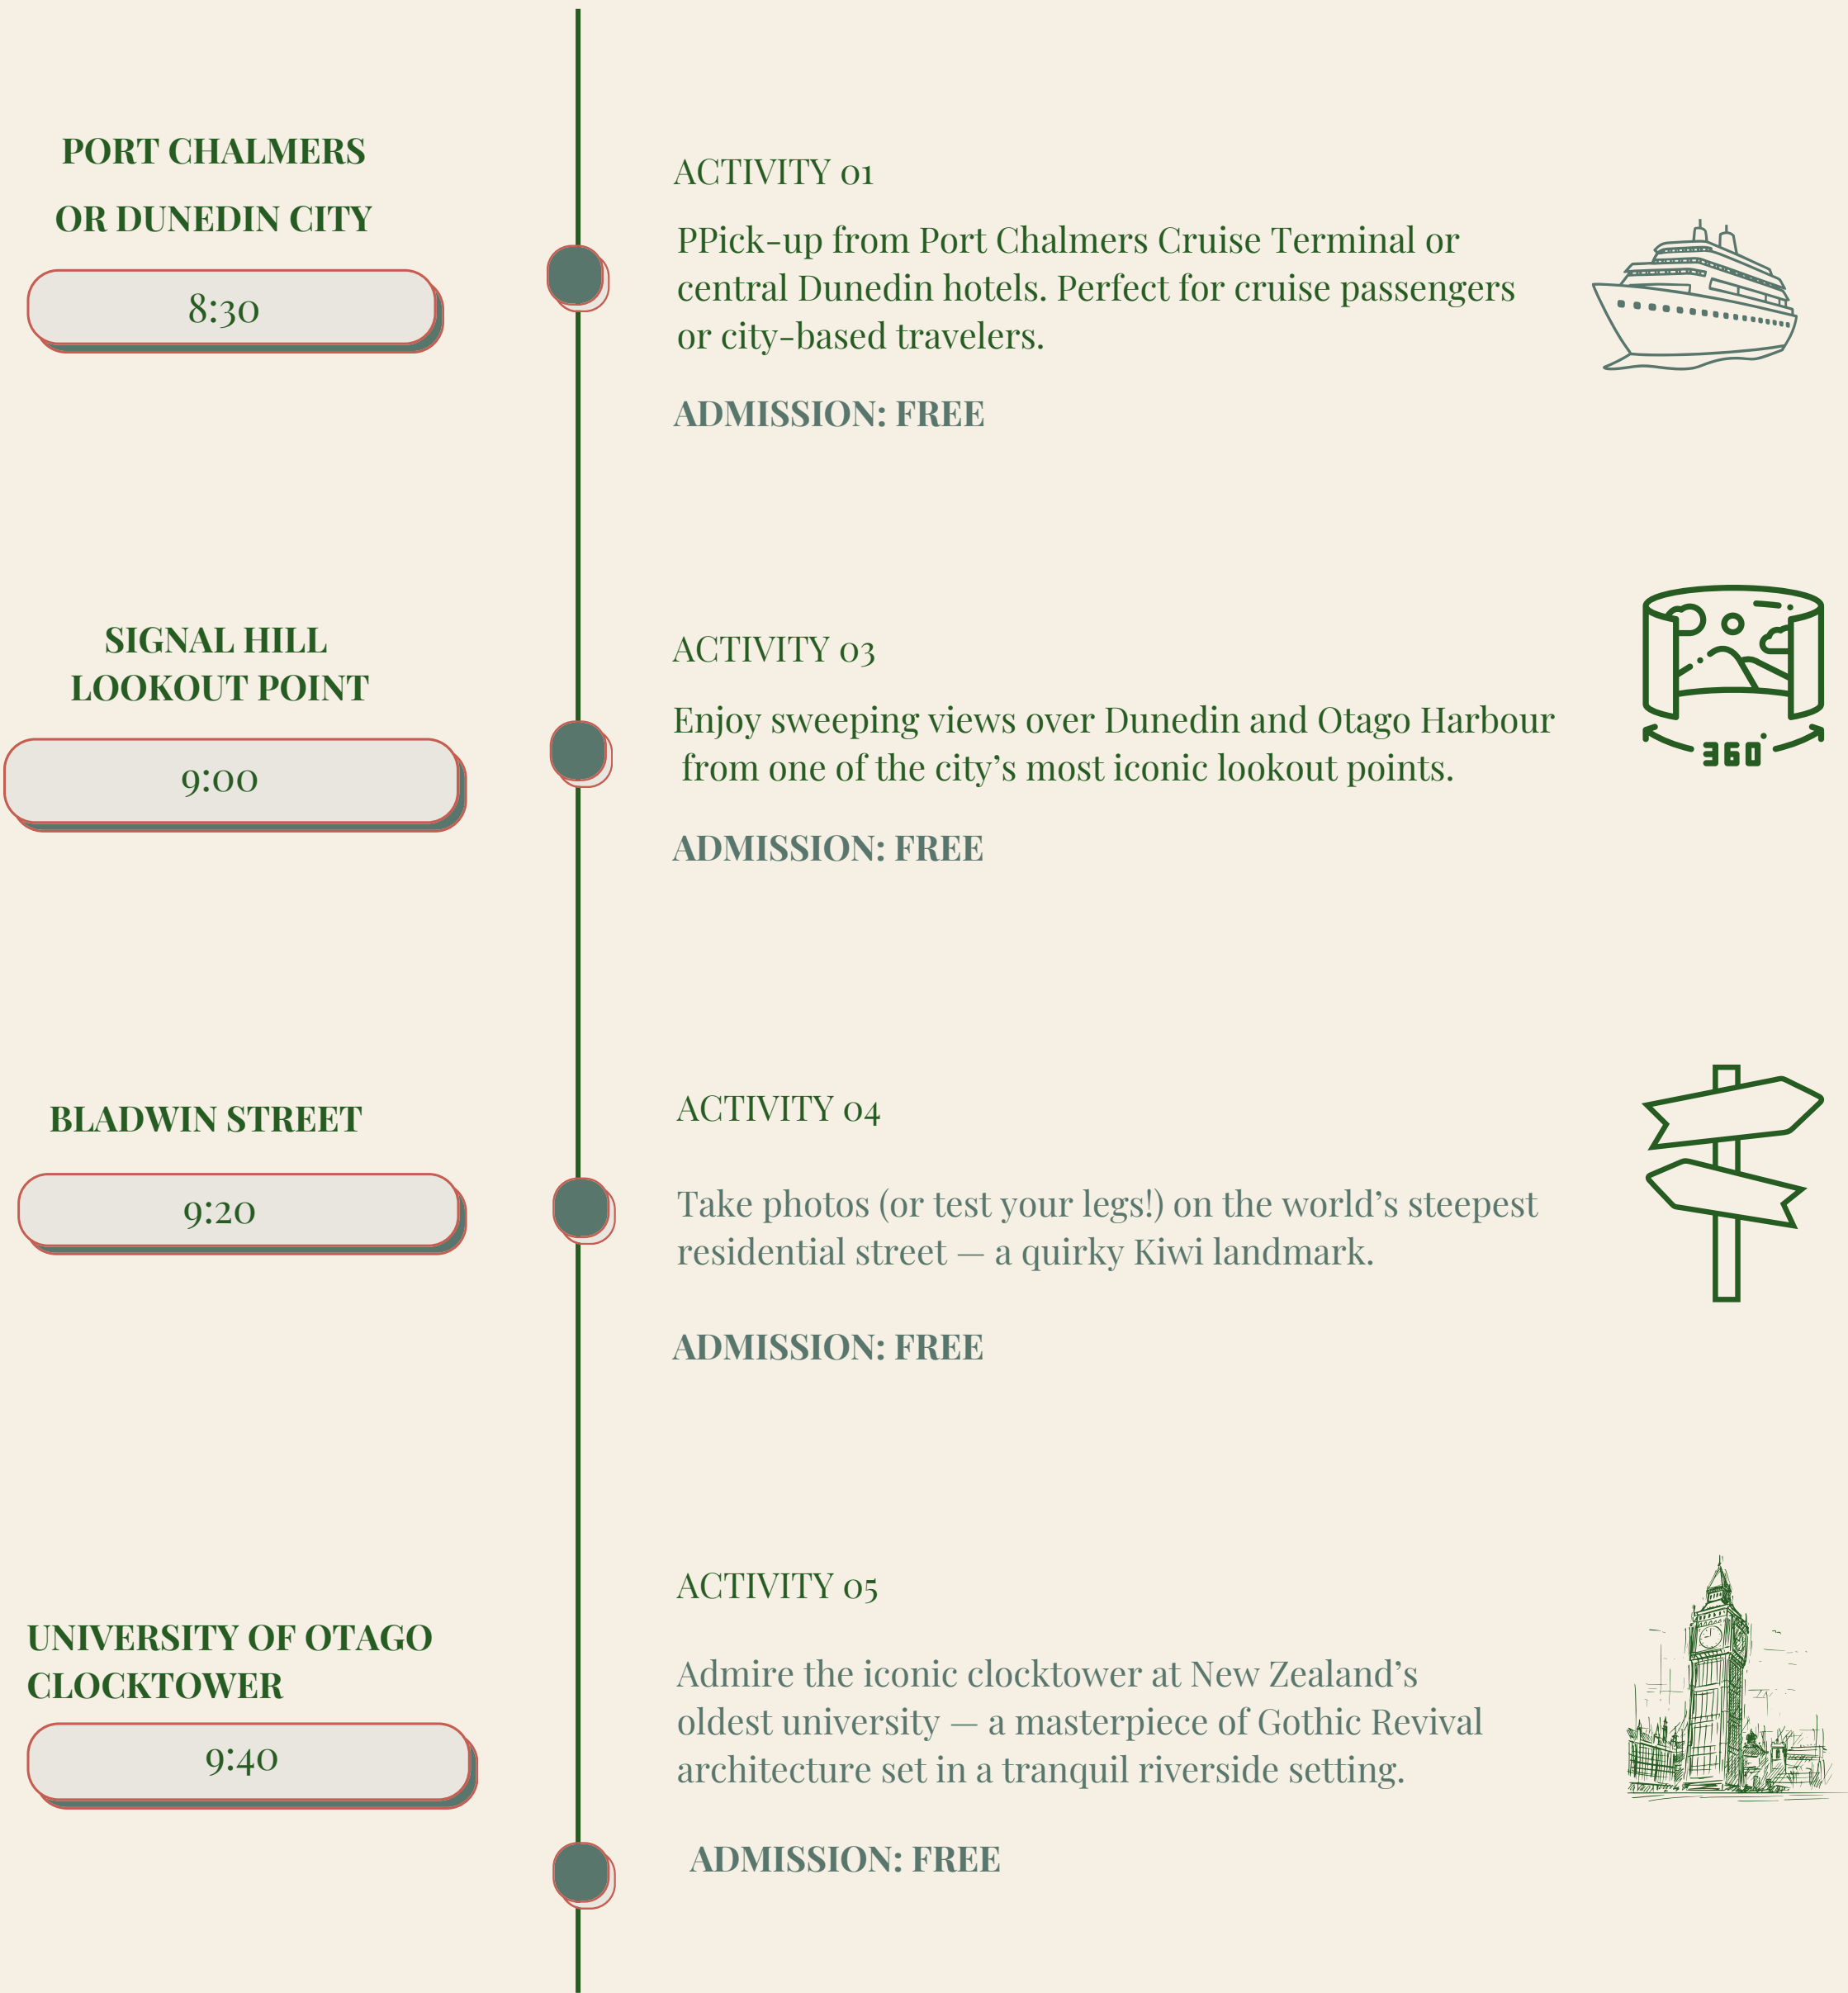 PORT CHALMERS
OR DUNEDIN CITY
8:30
ACTIVITY 01
PPick-up from Port Chalmers Cruise Terminal or
central Dunedin hotels. Perfect for cruise passengers
or city-based travelers.
ADMISSION: FREE
SIGNAL HILL
LOOKOUT POINT
9:00
ACTIVITY 03
Enjoy sweeping views over Dunedin and Otago Harbour
from one of the city’s most iconic lookout points.
ADMISSION: FREE
360°
BLADWIN STREET
9:20
ACTIVITY 04
Take photos (or test your legs!) on the world’s steepest
residential street — a quirky Kiwi landmark.
ADMISSION: FREE
UNIVERSITY OF OTAGO
CLOCKTOWER
9:40
ACTIVITY 05
Admire the iconic clocktower at New Zealand’s
oldest university — a masterpiece of Gothic Revival
architecture set in a tranquil riverside setting.
ADMISSION: FREE